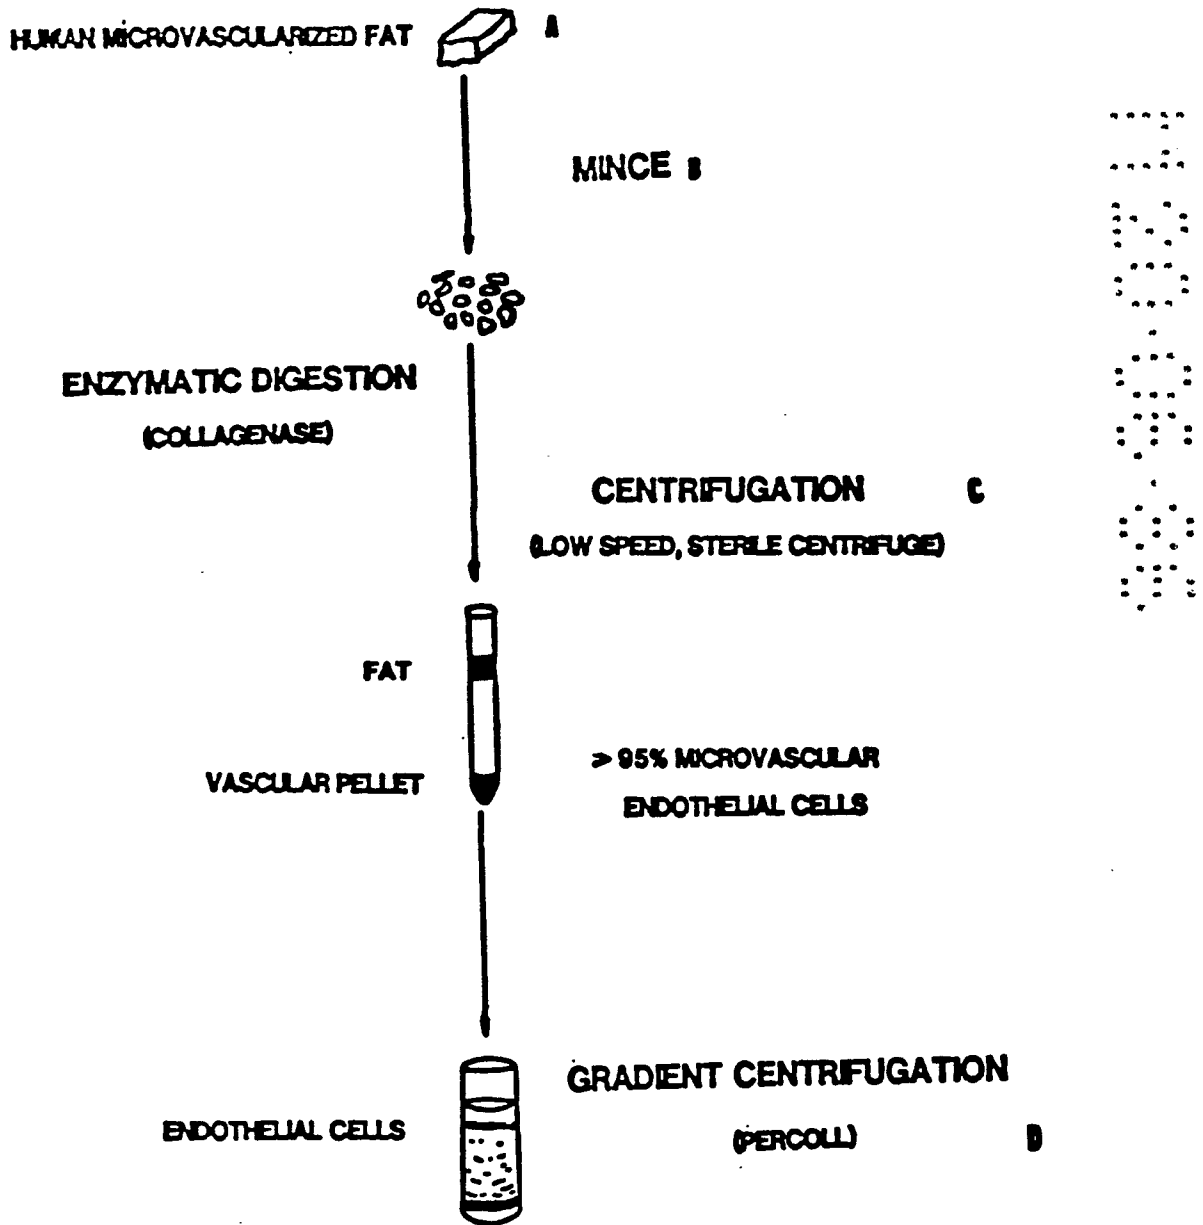 HUMAN MICROVASCULARIZED FAT A
MINCE B
ENZYMATIC DIGESTION
(COLLAGENASE)
CENTRIFUGATION C
(LOW SPEED, STERILE CENTRIFUGE)
FAT
> 95% MICROVASCULAR
VASCULAR PELLET
ENDOTHELIAL CELLS
GRADIENT CENTRIFUGATION
ENDOTHELIAL CELLS
(PERCOLL) D